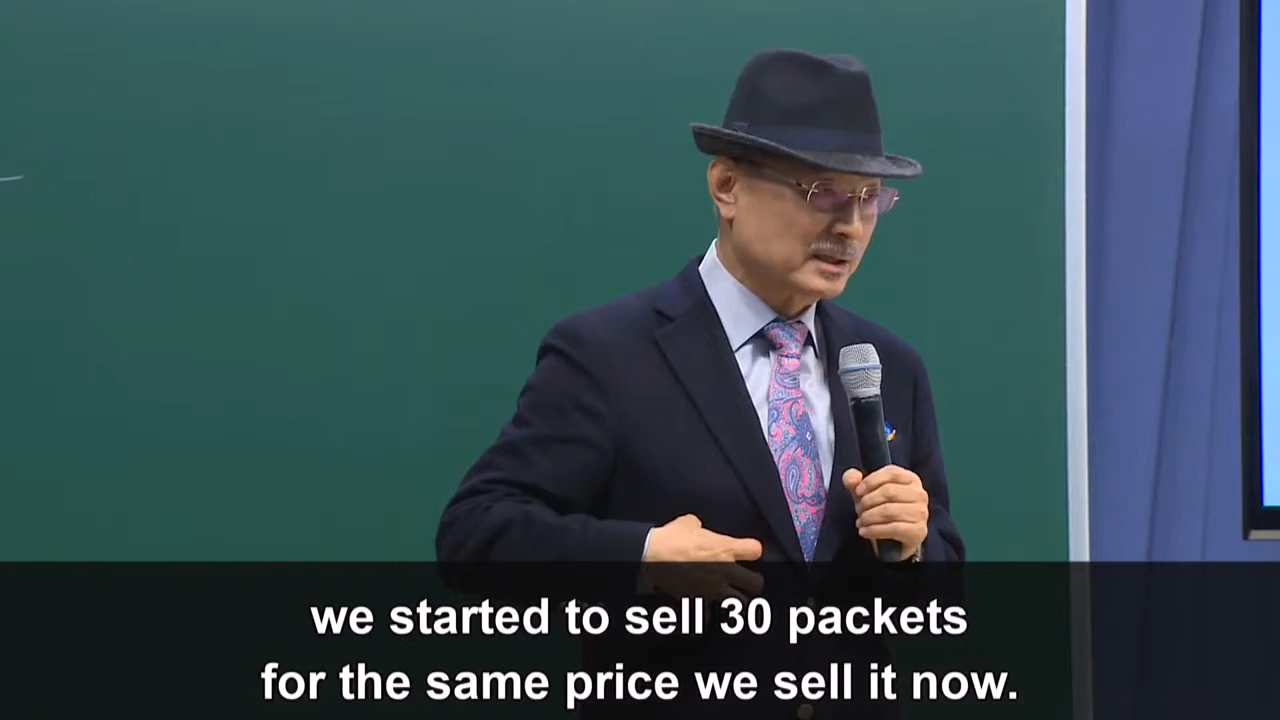 we started to sell 30 packets
for the same price we sell it now.